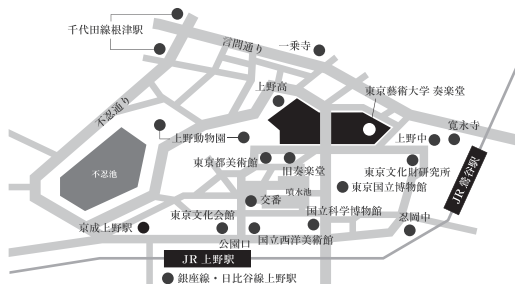 千代田線根津駅
言問通り
一乗寺
不忍通り
上野高
東京藝術大学 奏楽堂
上野動物園
上野中
寛永寺
東京都美術館
旧奏楽堂
東京文化財研究所
不忍池
噴水池
東京国立博物館
JR 鶯谷駅
交番
東京文化会館
国立科学博物館
忍岡中
京成上野駅
公園口
国立西洋美術館
JR 上野駅
銀座線・日比谷線上野駅